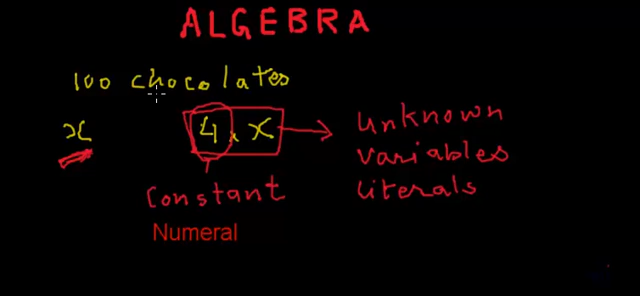 ALGEBRA
100 chocolates
x 4.x unknown
variables
Constant literals
Numeral